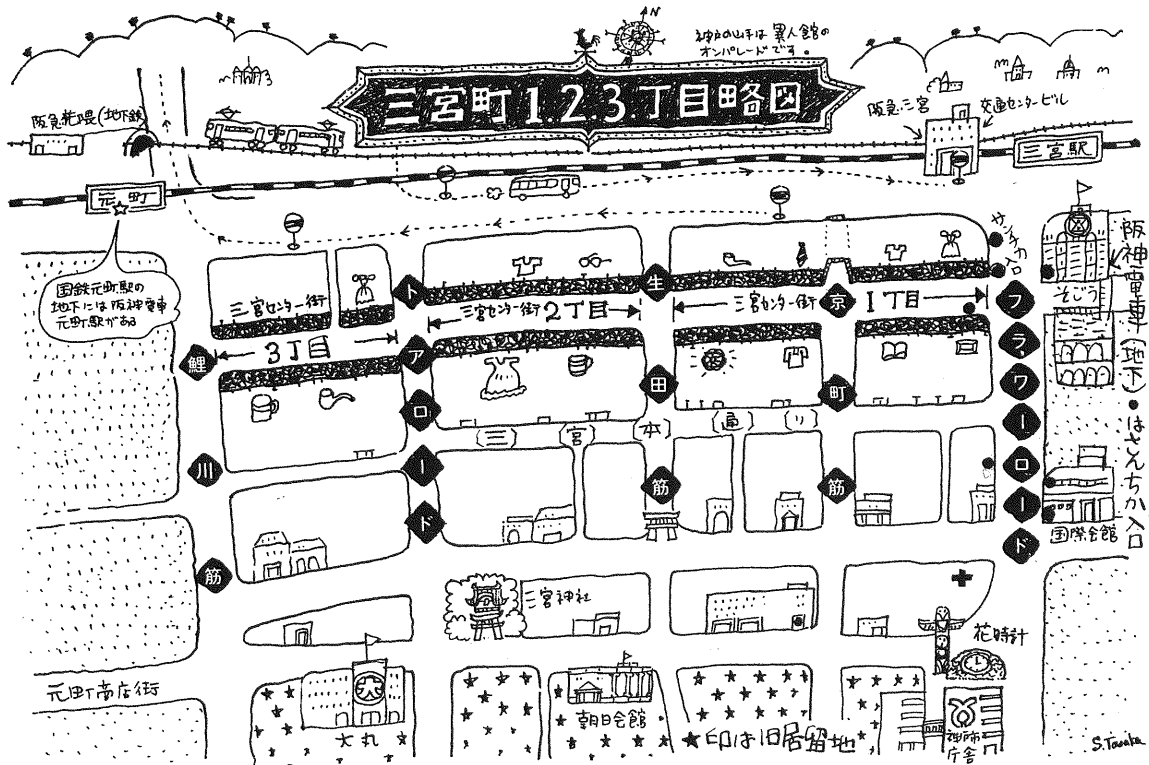 N
神戸の山手は異人館の
オンパレードです。
三宮町1.2.3.丁目略図
阪急花隈(地下鉄)
阪急三宮
交通センタービル
三宮駅
元町
国鉄元町駅の
地下には阪神電車
元町駅がある
サンチカ入口
阪神電車(地下)●はさんちか入口
そごう
三宮センター街
3丁目
三宮センター街2丁目
三宮センター街
1丁目
鯉川筋
トアロード
生田筋
京町筋
フラワーロード
三宮本通り
国際会館
三宮神社
花時計
元町商店街
大
大丸
朝日会館
★印は旧居留地
神戸市庁舎
S.Tanaka